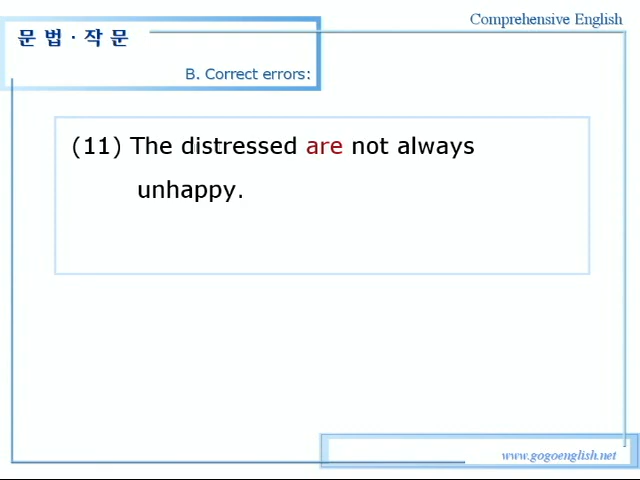 Comprehensive English
문법·작문
B. Correct errors:
(11) The distressed are not always
unhappy.
www.gogoenglish.net